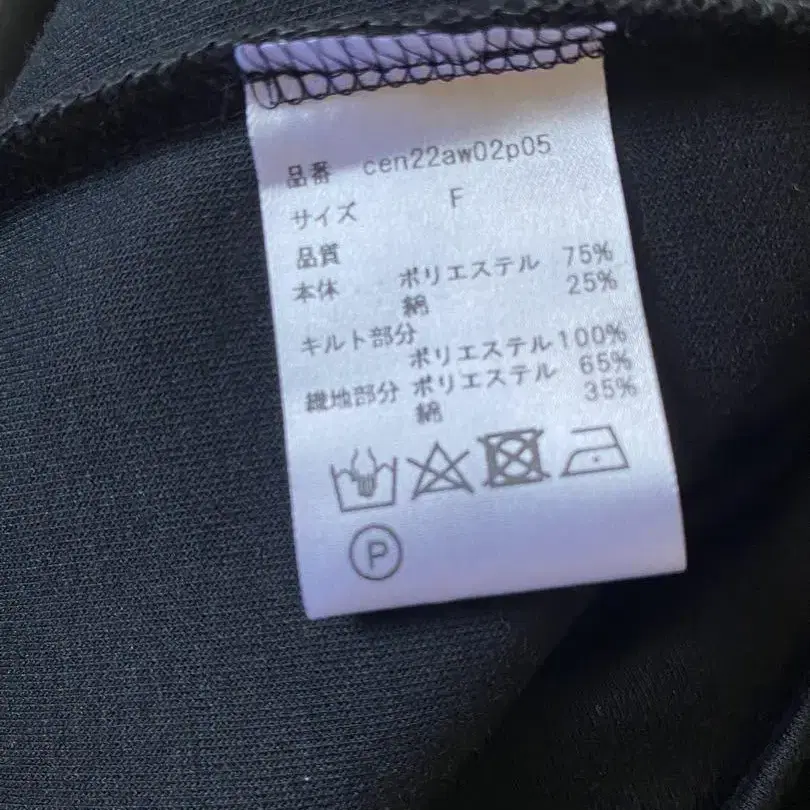 品番 cen22aw02p05
サイズ F
品質
本体 ポリエステル 75%
綿 25%
キルト部分
ポリエステル 100%
織地部分 ポリエステル 65%
綿 35%
P